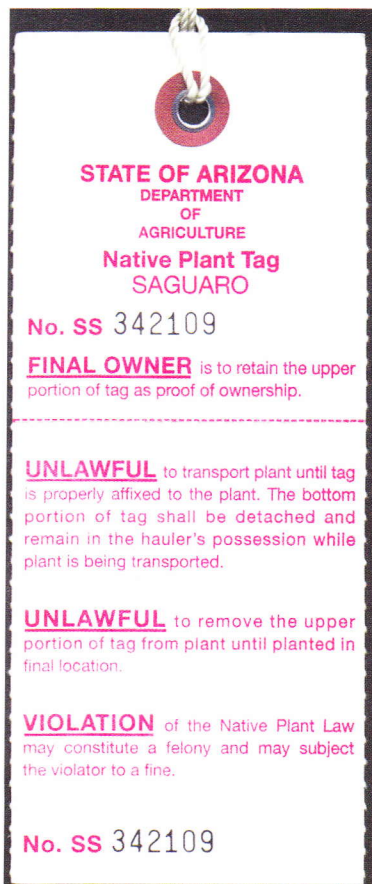 STATE OF ARIZONA
DEPARTMENT
OF
AGRICULTURE
Native Plant Tag
SAGUARO
No. SS 342109
FINAL OWNER is to retain the upper
portion of tag as proof of ownership.
UNLAWFUL to transport plant until tag
is properly affixed to the plant. The bottom
portion of tag shall be detached and
remain in the hauler's possession while
plant is being transported.
UNLAWFUL to remove the upper
portion of tag from plant until planted in
final location.
VIOLATION of the Native Plant Law
may constitute a felony and may subject
the violator to a fine.
No. SS 342109